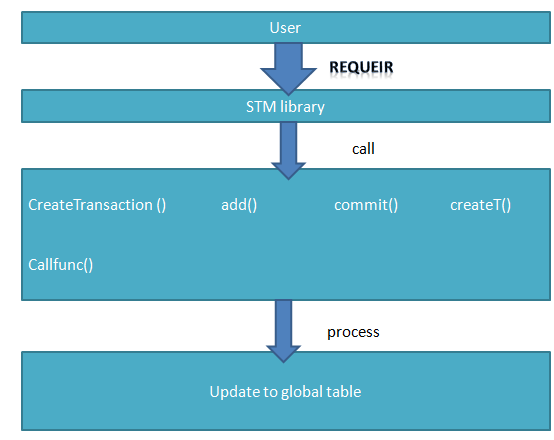 User
REQUEIR
STM library
call
CreateTransaction () add() commit() createT()
Callfunc()
process
Update to global table